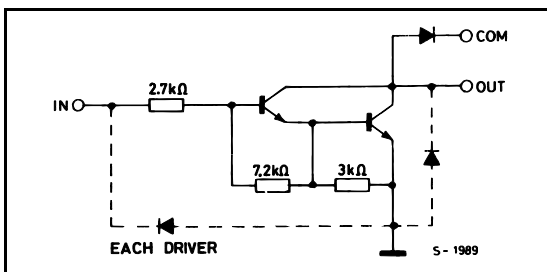 COM
2.7kΩ
OUT
IN
7.2kΩ
3kΩ
EACH DRIVER
S-1989